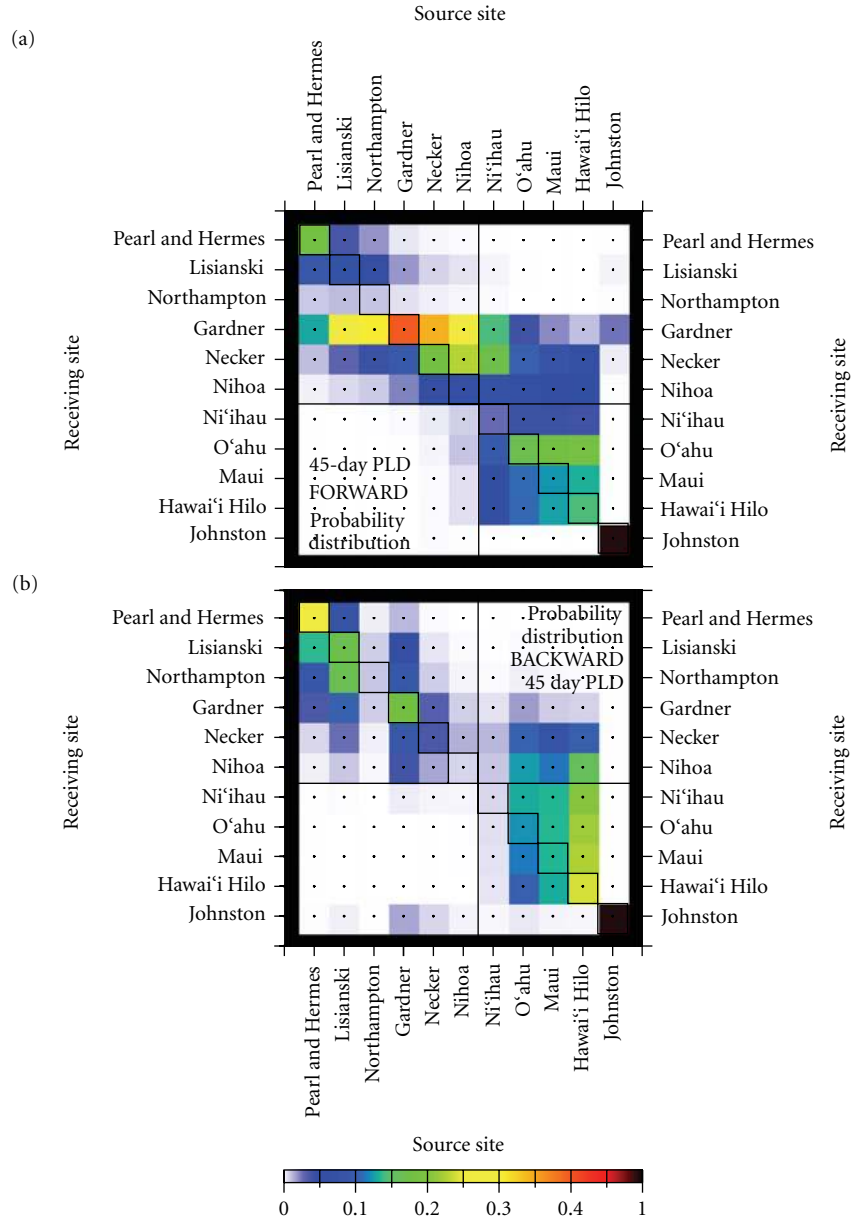 Source site
(a)
Pearl and Hermes
Lisianski
Northampton
Gardner
Necker
Nihoa
Ni‘ihau
O‘ahu
Maui
Hawai‘i Hilo
Johnston
Receiving site
Pearl and Hermes
Lisianski
Northampton
Gardner
Necker
Nihoa
Ni‘ihau
O‘ahu
Maui
Hawai‘i Hilo
Johnston
45-day PLD
FORWARD
Probability
distribution
Pearl and Hermes
Lisianski
Northampton
Gardner
Necker
Nihoa
Ni‘ihau
O‘ahu
Maui
Hawai‘i Hilo
Johnston
Receiving site
(b)
Receiving site
Pearl and Hermes
Lisianski
Northampton
Gardner
Necker
Nihoa
Ni‘ihau
O‘ahu
Maui
Hawai‘i Hilo
Johnston
Probability
distribution
BACKWARD
45 day PLD
Pearl and Hermes
Lisianski
Northampton
Gardner
Necker
Nihoa
Ni‘ihau
O‘ahu
Maui
Hawai‘i Hilo
Johnston
Receiving site
Pearl and Hermes
Lisianski
Northampton
Gardner
Necker
Nihoa
Ni‘ihau
O‘ahu
Maui
Hawai‘i Hilo
Johnston
Source site
0 0.1 0.2 0.3 0.4 1